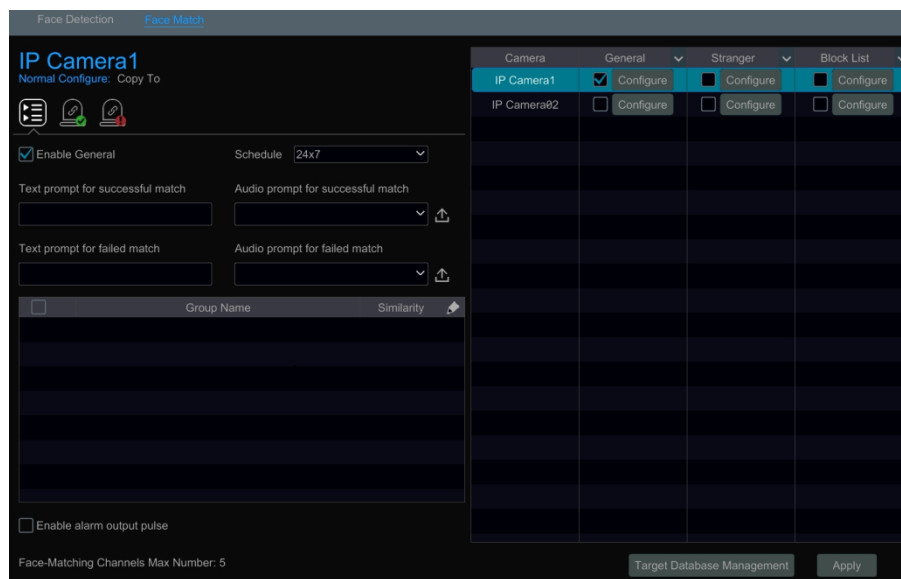 Face Detection Face Match
IP Camera1
Normal Configure: Copy To
Enable General Schedule 24x7
Text prompt for successful match Audio prompt for successful match
Text prompt for failed match Audio prompt for failed match
Group Name Similarity
Enable alarm output pulse
Face-Matching Channels Max Number: 5
Camera General Stranger Block List
IP Camera1 Configure Configure Configure
IP Camera02 Configure Configure Configure
Target Database Management Apply